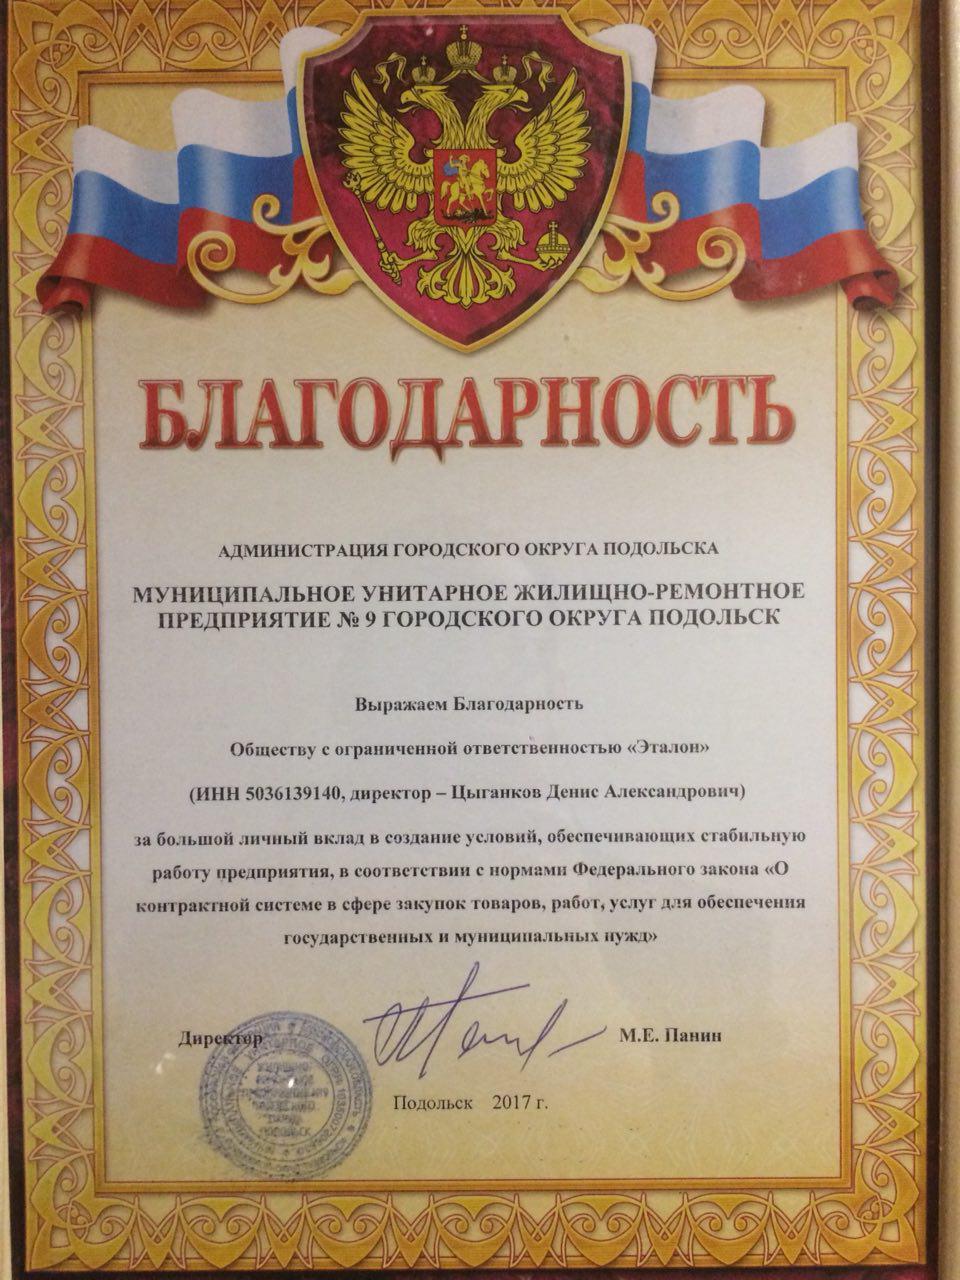 БЛАГОДАРНОСТЬ
АДМИНИСТРАЦИЯ ГОРОДСКОГО ОКРУГА ПОДОЛЬСКА
МУНИЦИПАЛЬНОЕ УНИТАРНОЕ ЖИЛИЩНО-РЕМОНТНОЕ
ПРЕДПРИЯТИЕ № 9 ГОРОДСКОГО ОКРУГА ПОДОЛЬСК
Выражаем Благодарность
Обществу с ограниченной ответственностью «Эталон»
(ИНН 5036139140, директор – Цыганков Денис Александрович)
за большой личный вклад в создание условий, обеспечивающих стабильную
работу предприятия, в соответствии с нормами Федерального закона «О
контрактной системе в сфере закупок товаров, работ, услуг для обеспечения
государственных и муниципальных нужд»
Директор
М.Е. Панин
Подольск 2017 г.